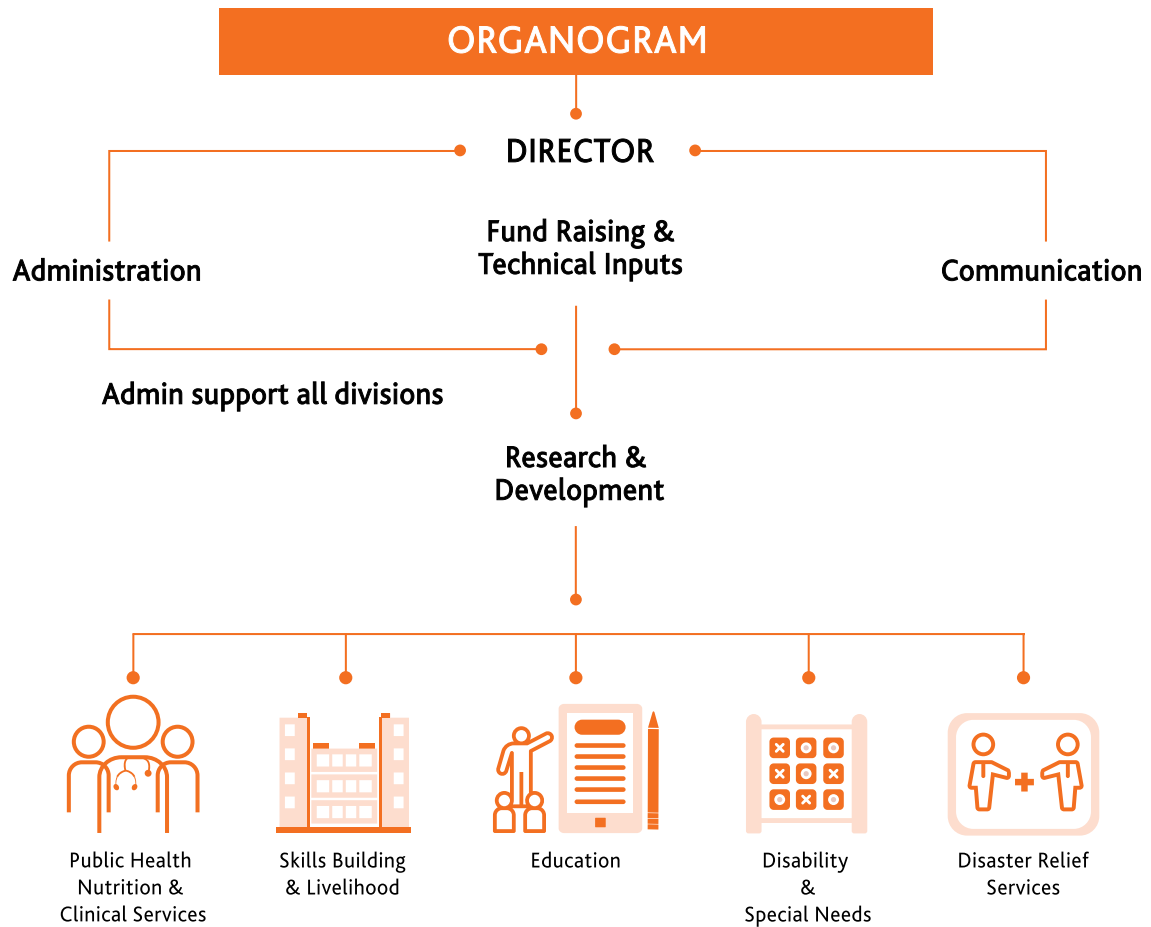 ORGANOGRAM
DIRECTOR
Fund Raising &
Technical Inputs
Administration
Communication
Admin support all divisions
Research &
Development
Public Health
Nutrition &
Clinical Services
Skills Building
& Livelihood
Education
Disability
&
Special Needs
Disaster Relief
Services